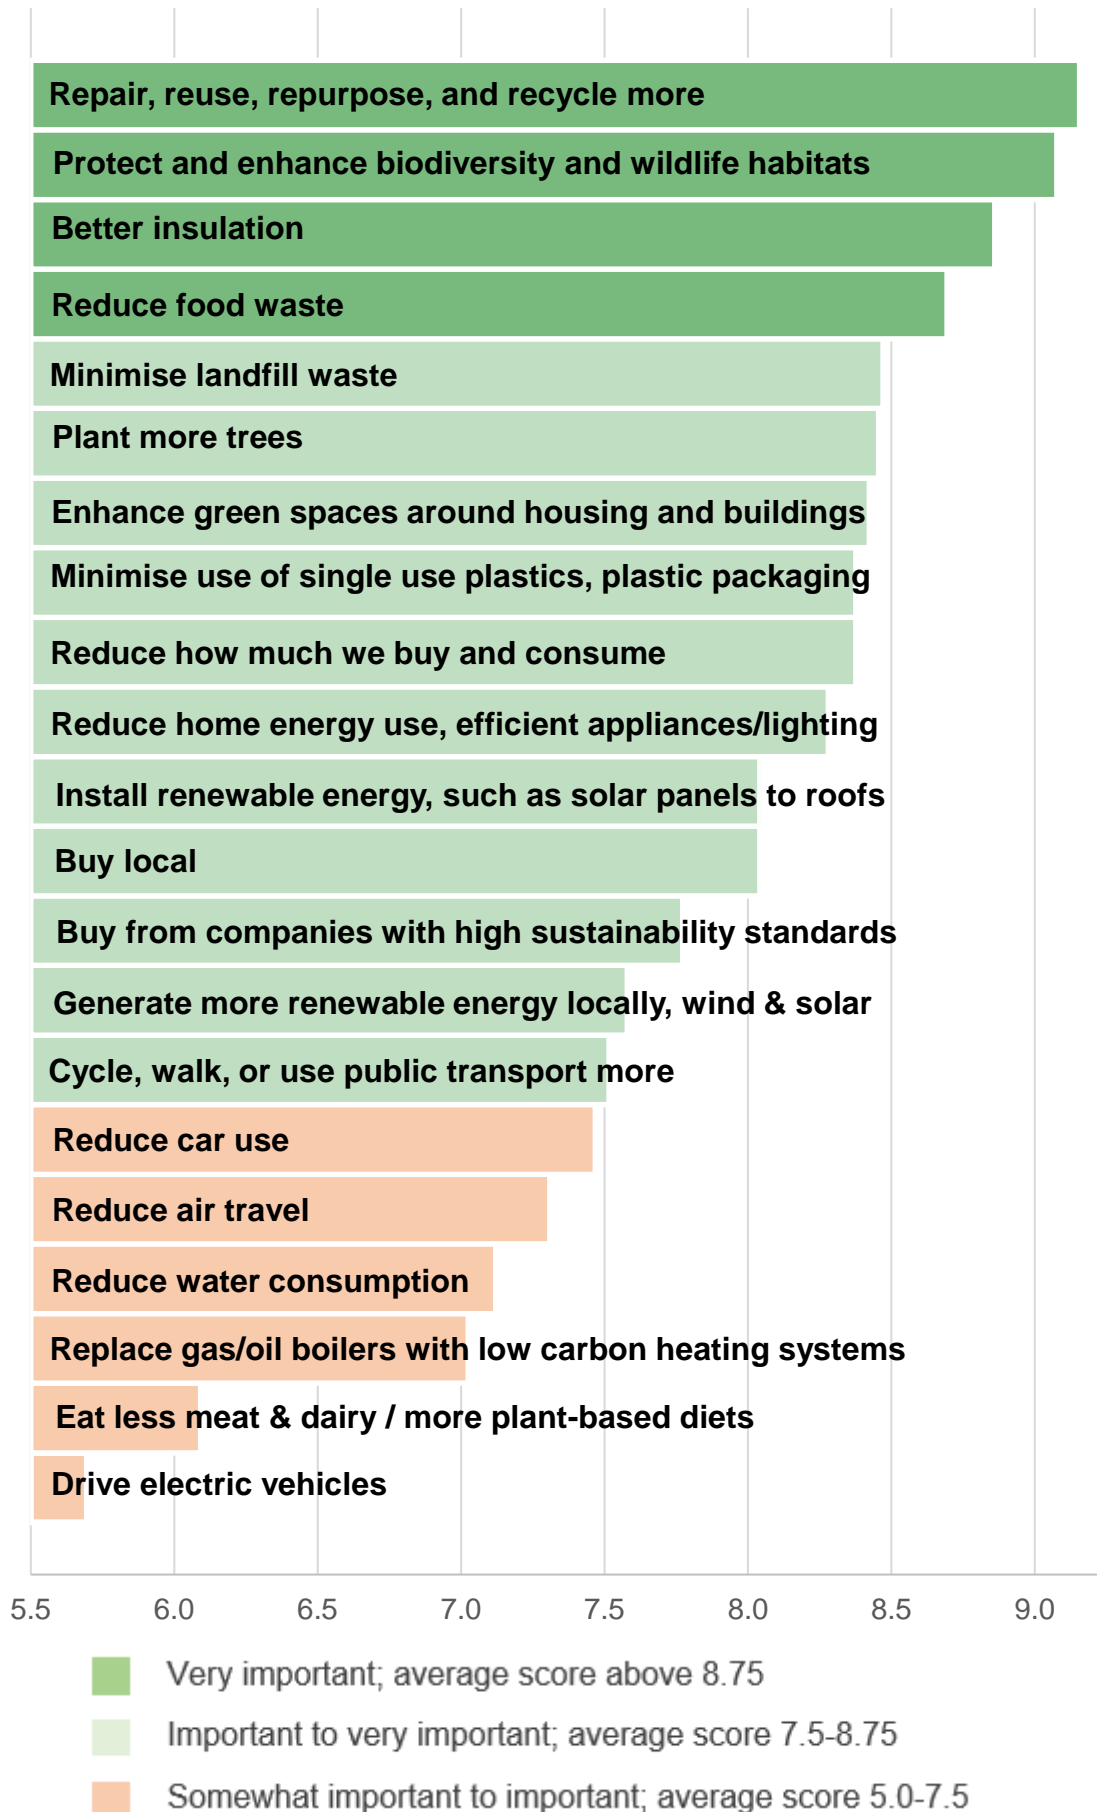 Repair, reuse, repurpose, and recycle more
Protect and enhance biodiversity and wildlife habitats
Better insulation
Reduce food waste
Minimise landfill waste
Plant more trees
Enhance green spaces around housing and buildings
Minimise use of single use plastics, plastic packaging
Reduce how much we buy and consume
Reduce home energy use, efficient appliances/lighting
Install renewable energy, such as solar panels to roofs
Buy local
Buy from companies with high sustainability standards
Generate more renewable energy locally, wind & solar
Cycle, walk, or use public transport more
Reduce car use
Reduce air travel
Reduce water consumption
Replace gas/oil boilers with low carbon heating systems
Eat less meat & dairy / more plant-based diets
Drive electric vehicles
5.5 6.0 6.5 7.0 7.5 8.0 8.5 9.0
Very important; average score above 8.75
Important to very important; average score 7.5-8.75
Somewhat important to important; average score 5.0-7.5